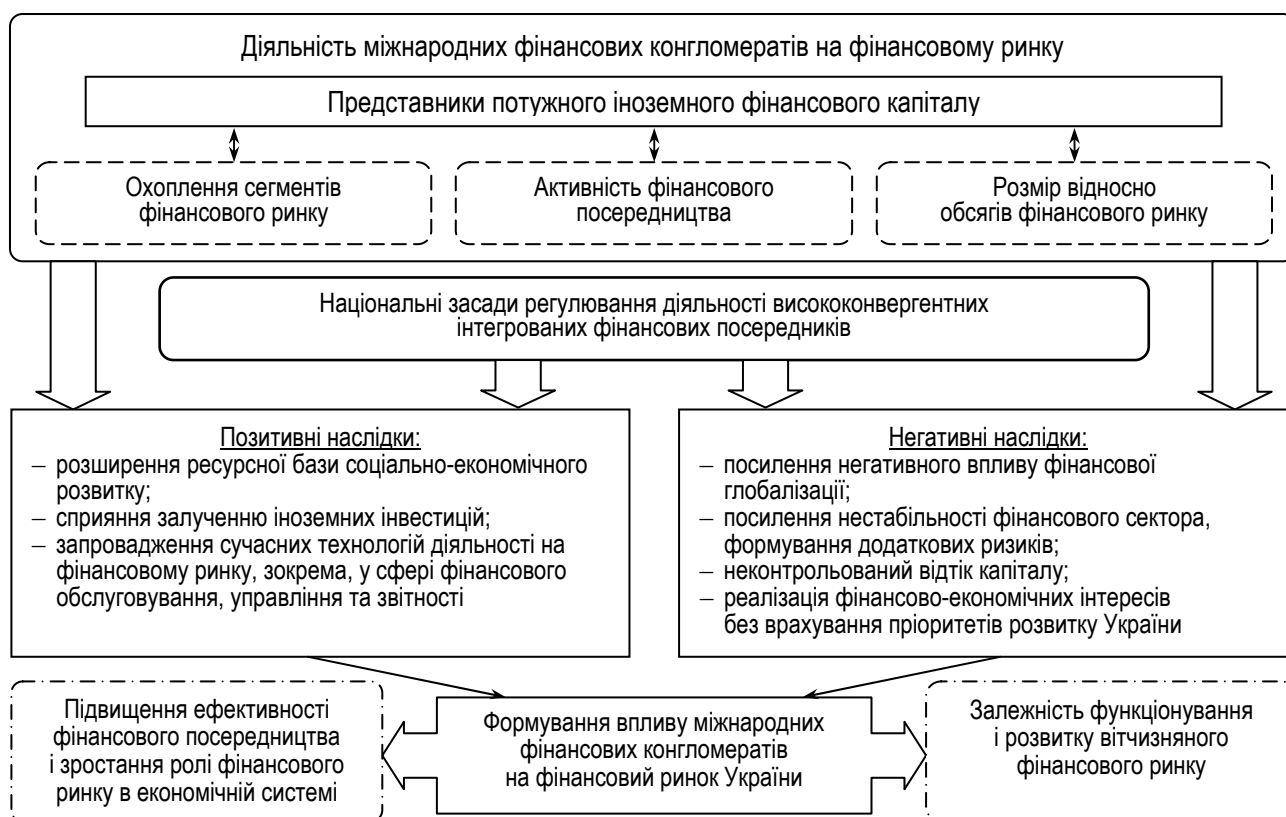 Діяльність міжнародних фінансових конгломератів на фінансовому ринку
Представники потужного іноземного фінансового капіталу
Охоплення сегментів
фінансового ринку
Активність фінансового
посередництва
Розмір відносно
обсягів фінансового ринку
Національні засади регулювання діяльності висококонвергентних
інтегрованих фінансових посередників
Позитивні наслідки:
– розширення ресурсної бази соціально-економічного
розвитку;
– сприяння залученню іноземних інвестицій;
– запровадження сучасних технологій діяльності на
фінансовому ринку, зокрема, у сфері фінансового
обслуговування, управління та звітності
Негативні наслідки:
– посилення негативного впливу фінансової
глобалізації;
– посилення нестабільності фінансового сектора,
формування додаткових ризиків;
– неконтрольований відтік капіталу;
– реалізація фінансово-економічних інтересів
без врахування пріоритетів розвитку України
Підвищення ефективності
фінансового посередництва
і зростання ролі фінансового
ринку в економічній системі
Формування впливу міжнародних
фінансових конгломератів
на фінансовий ринок України
Залежність функціонування
і розвитку вітчизняного
фінансового ринку